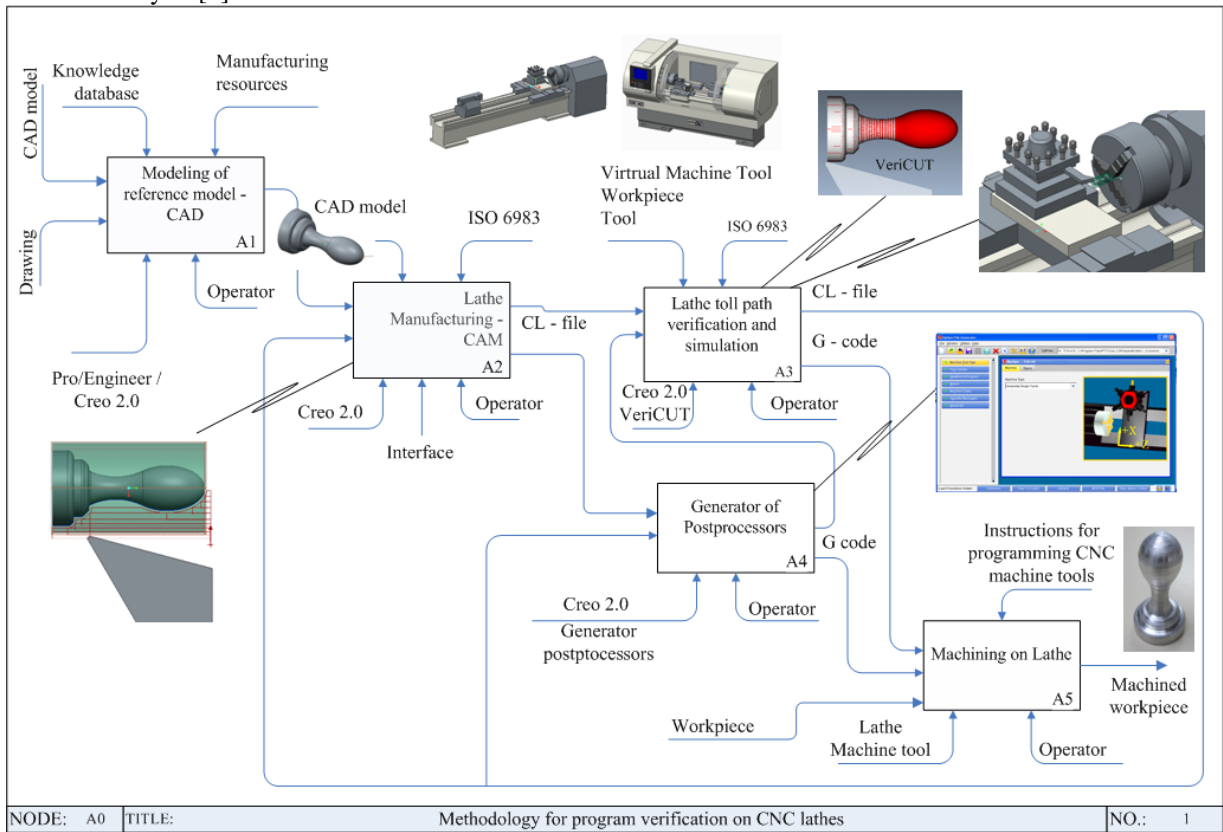 Knowledge
database
Manufacturing
resources
CAD model
Drawing
Modeling of
reference model -
CAD
A1
Operator
Pro/Engineer /
Creo 2.0
CAD model
ISO 6983
Lathe
Manufacturing -
CAM
A2
CL - file
Creo 2.0
Interface
Operator
Virtrual Machine Tool
Workpiece
Tool
ISO 6983
Lathe toll path
verification and
simulation
A3
CL - file
G - code
Creo 2.0
VeriCUT
Operator
VeriCUT
Generator of
Postprocessors
A4
G code
Creo 2.0
Generator
postptocessors
Operator
+X
+Z
Instructions for
programming CNC
machine tools
Machining on Lathe
A5
Machined
workpiece
Workpiece
Lathe
Machine tool
Operator
NODE: A0 TITLE: Methodology for program verification on CNC lathes NO.: 1